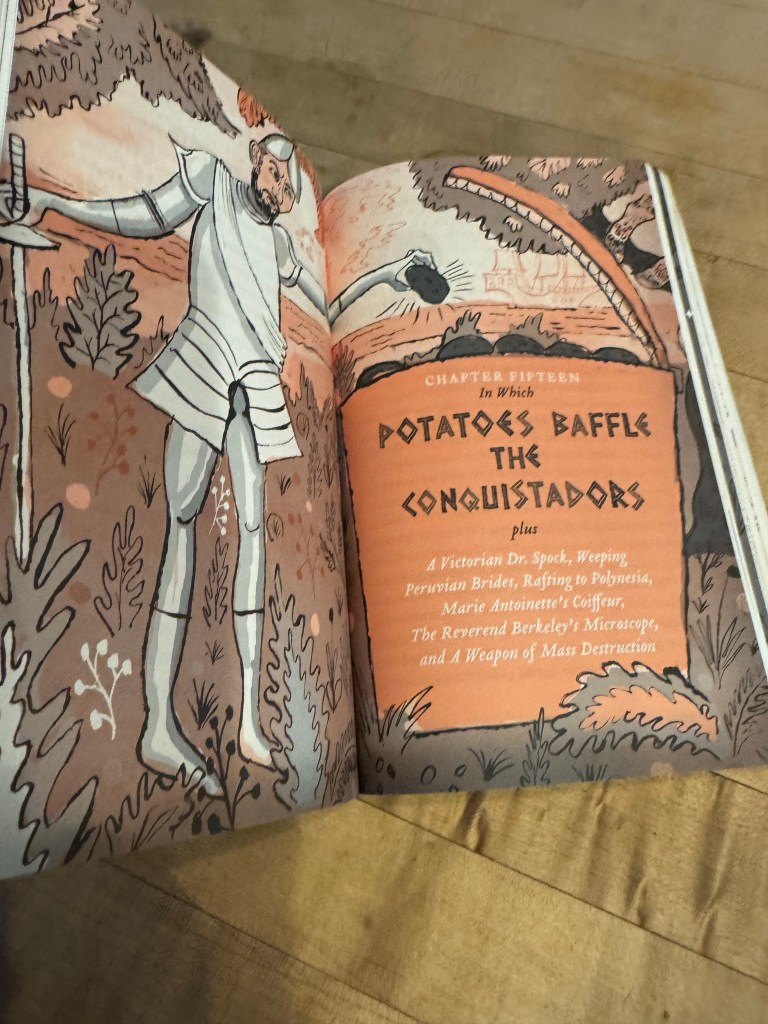 CHAPTER FIFTEEN
In Which
POTATOES BAFFLE
THE
CONQUISTADORS
plus
A Victorian Dr. Spock, Weeping
Peruvian Brides, Rafting to Polynesia,
Marie Antoinette's Coiffeur,
The Reverend Berkeley's Microscope,
and A Weapon of Mass Destruction